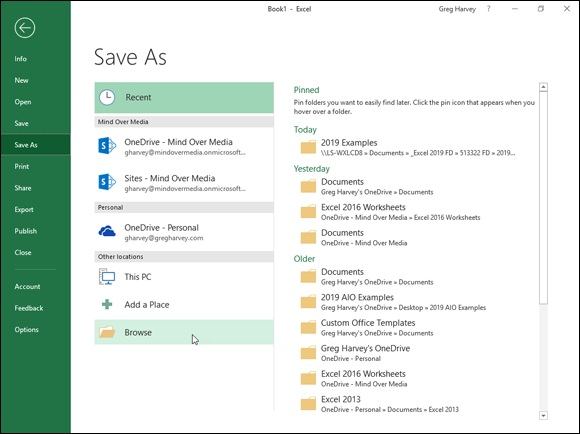 Book1 - Excel
Greg Harvey
?
Info
New
Open
Save
Save As
Print
Share
Export
Publish
Close
Account
Feedback
Options
Save As
Recent
Mind Over Media
OneDrive - Mind Over Media
gharvey@mindovermedia.onmicrosoft...
Sites - Mind Over Media
gharvey@mindovermedia.onmicrosoft...
Personal
OneDrive - Personal
gharvey@gregharvey.com
Other locations
This PC
Add a Place
Browse
Pinned
Pin folders you want to easily find later. Click the pin icon that appears when you
hover over a folder.
Today
2019 Examples
\\LS-WXLCD8 » Documents » _Excel 2019 FD » 513322 FD » 2019...
Yesterday
Documents
Greg Harvey's OneDrive » Documents
Excel 2016 Worksheets
OneDrive - Mind Over Media » Excel 2016 Worksheets
Documents
OneDrive - Mind Over Media
Older
Documents
Greg Harvey's OneDrive » Documents
2019 AIO Examples
Greg Harvey's OneDrive » Desktop » 2019 AIO Examples
Custom Office Templates
Greg Harvey's OneDrive » Documents
Greg Harvey's OneDrive
OneDrive - Personal
Excel 2016 Worksheets
OneDrive - Mind Over Media
Excel 2013
OneDrive - Personal » Documents » Excel 2013